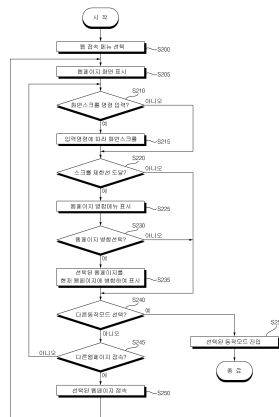 시 작
웹 접속 메뉴 선택
S200
웹페이지 화면 표시
S205
S210
화면스크롤 명령 입력?
아니오
예
입력명령에 따라 화면스크롤
S215
S220
스크롤 제한선 도달?
아니오
예
웹페이지 병합메뉴 표시
S225
S230
웹페이지 병합선택?
아니오
예
선택된 웹페이지를
현재 웹페이지에 병합하여 표시
S235
S240
다른동작모드 선택?
예
아니오
S245
선택된 동작모드 진입
아니오
다른웹페이지 접속?
종 료
예
선택된 웹페이지 접속
S250